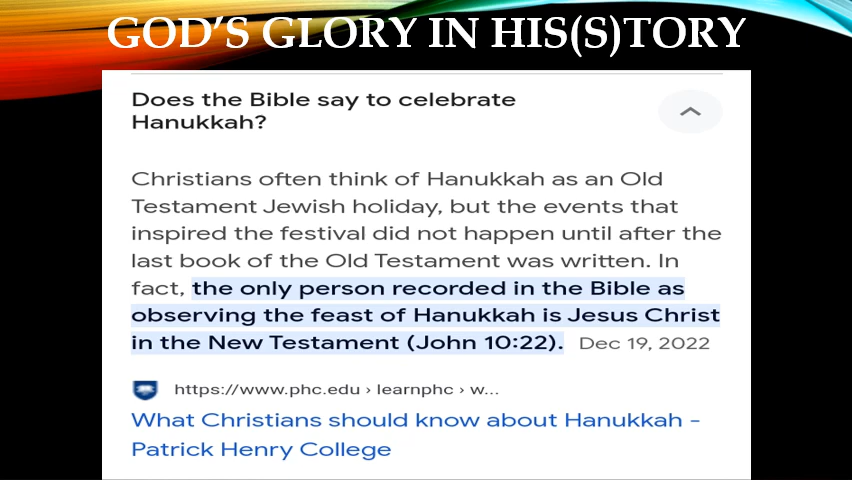 GOD'S GLORY IN HIS(S)TORY
Does the Bible say to celebrate
Hanukkah?
Christians often think of Hanukkah as an Old
Testament Jewish holiday, but the events that
inspired the festival did not happen until after the
last book of the Old Testament was written. In
fact, the only person recorded in the Bible as
observing the feast of Hanukkah is Jesus Christ
in the New Testament (John 10:22). Dec 19, 2022
https://www.phc.edu › learnphc › w...
What Christians should know about Hanukkah -
Patrick Henry College